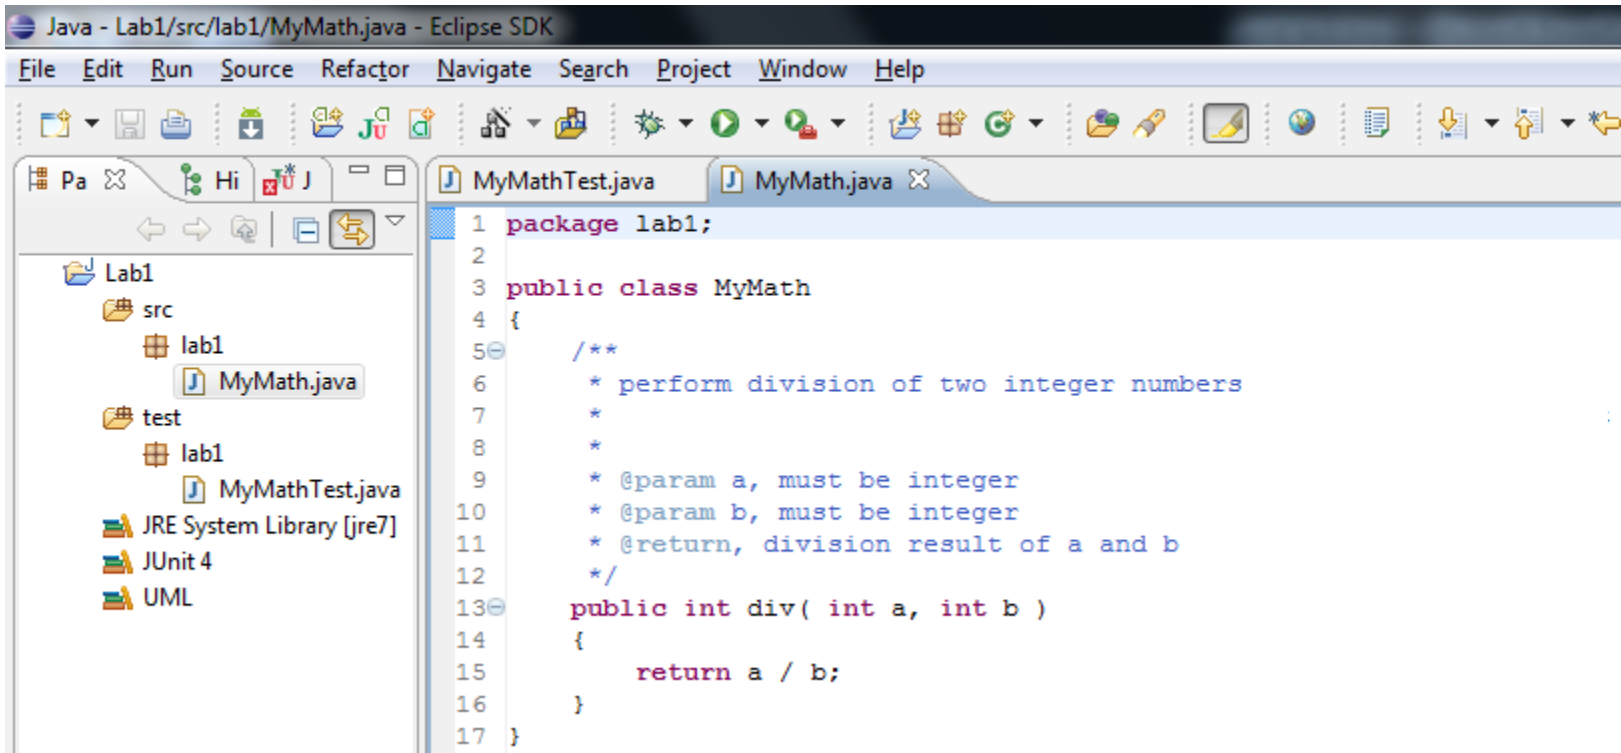 Java - Lab1/src/lab1/MyMath.java - Eclipse SDK
File Edit Run Source Refactor Navigate Search Project Window Help
Pa Hi J
Lab1
src
lab1
MyMath.java
test
lab1
MyMathTest.java
JRE System Library [jre7]
JUnit 4
UML
MyMathTest.java MyMath.java
1 package lab1;
2
3 public class MyMath
4 {
5 /**
6 * perform division of two integer numbers
7 *
8 *
9 * @param a, must be integer
10 * @param b, must be integer
11 * @return, division result of a and b
12 */
13 public int div( int a, int b )
14 {
15 return a / b;
16 }
17 }